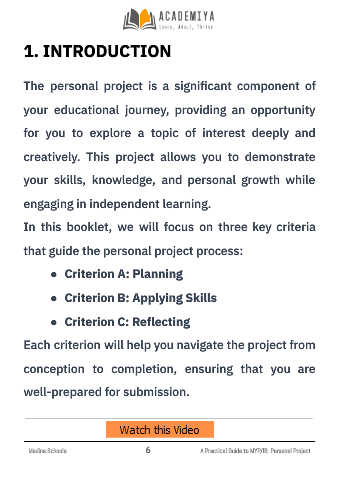 ACADEMIYA
Learn, Adapt, Thrive
1. INTRODUCTION
The personal project is a significant component of
your educational journey, providing an opportunity
for you to explore a topic of interest deeply and
creatively. This project allows you to demonstrate
your skills, knowledge, and personal growth while
engaging in independent learning.
In this booklet, we will focus on three key criteria
that guide the personal project process:
● Criterion A: Planning
● Criterion B: Applying Skills
● Criterion C: Reflecting
Each criterion will help you navigate the project from
conception to completion, ensuring that you are
well-prepared for submission.
Watch this Video
6
A Practical Guide to MYP/IB: Personal Project